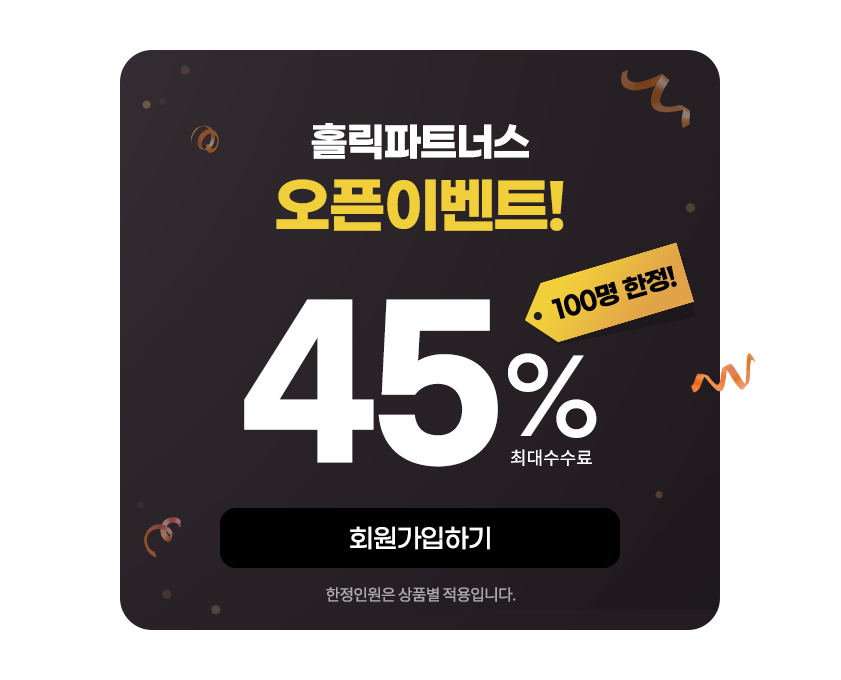 홀릭파트너스
오픈이벤트!
100명 한정!
45%
최대수수료
회원가입하기
한정인원은 상품별 적용입니다.